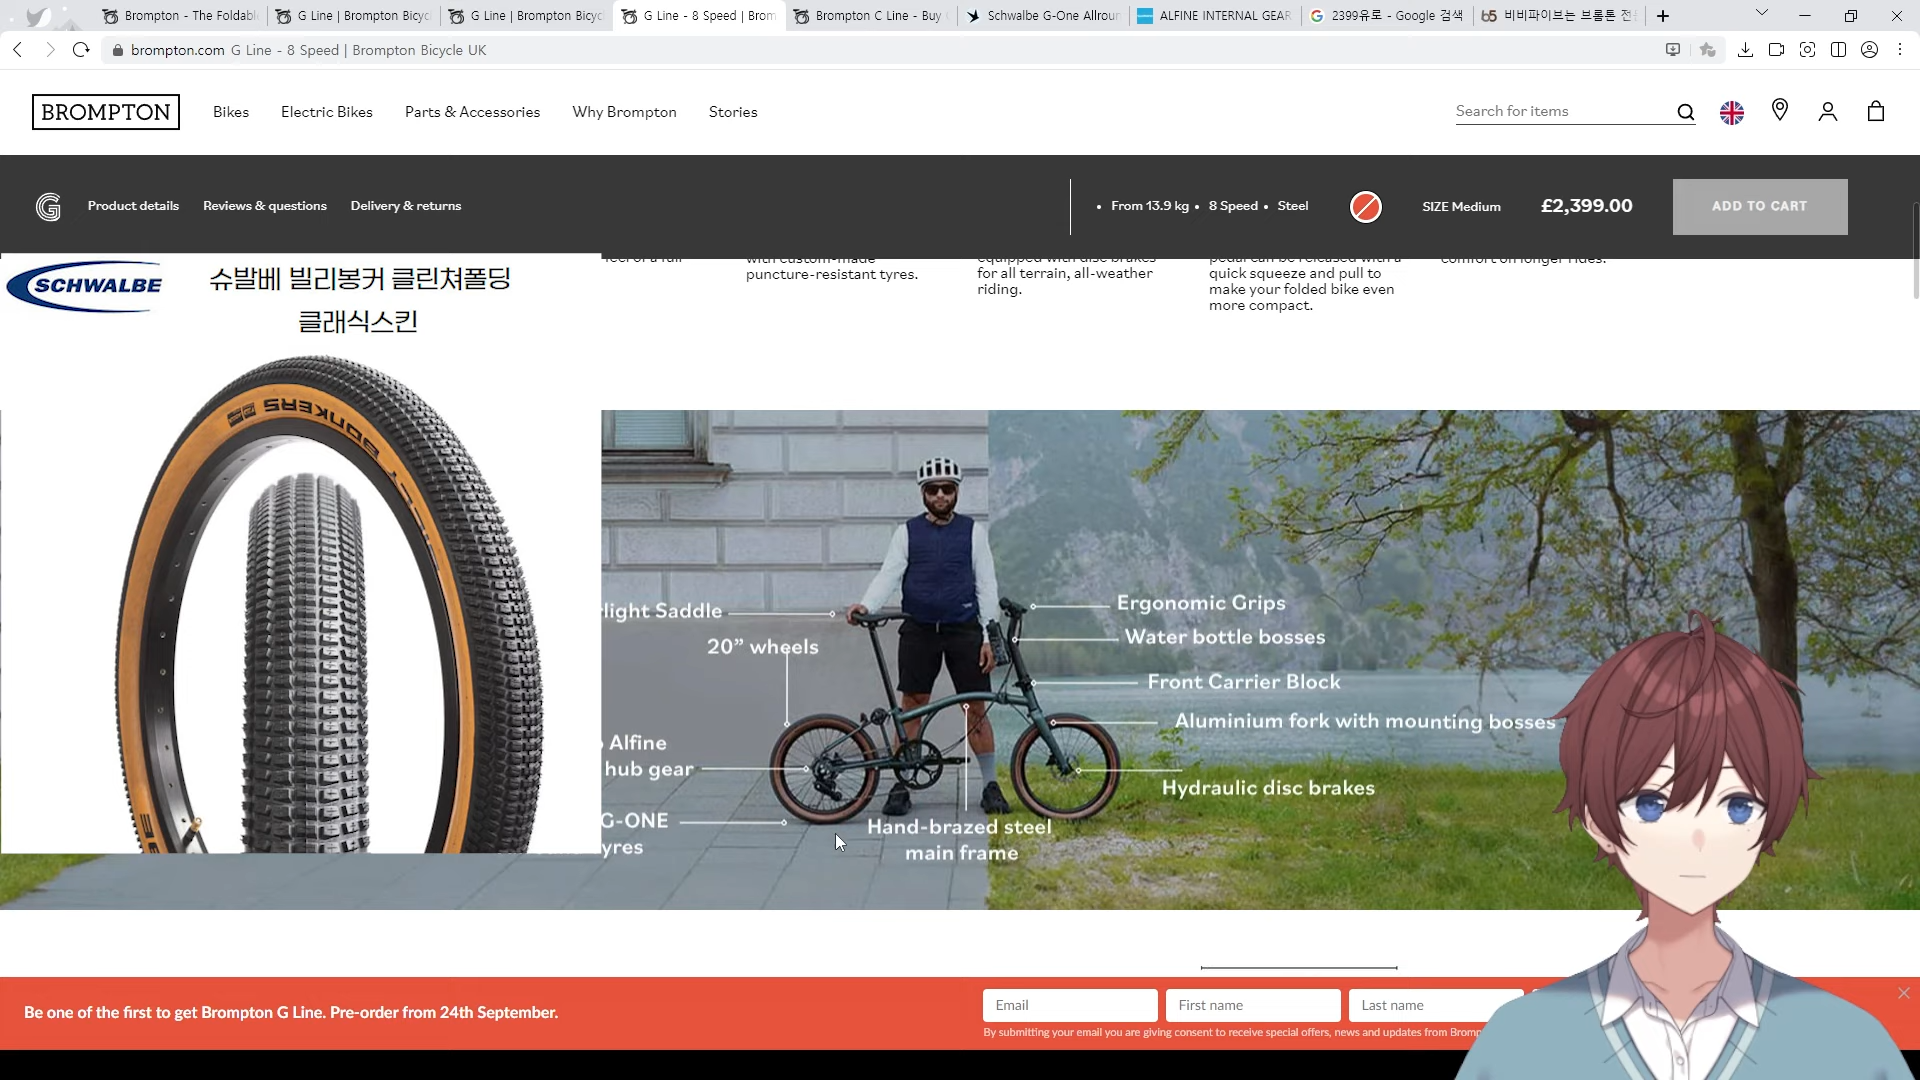 Brompton - The Foldabl
G Line | Brompton Bicyc
G Line | Brompton Bicyc
G Line - 8 Speed | Brom
Brompton C Line - Buy
Schwalbe G-One Allroun
ALFINE INTERNAL GEAR
2399유로 - Google 검색
b5 비비파이브는 브롬톤 전
brompton.com G Line - 8 Speed | Brompton Bicycle UK
BROMPTON
Bikes
Electric Bikes
Parts & Accessories
Why Brompton
Stories
Search for items
G
Product details
Reviews & questions
Delivery & returns
• From 13.9 kg • 8 Speed • Steel
SIZE Medium
£2,399.00
ADD TO CART
SCHWALBE
슈발베 빌리봉커 클린쳐폴딩
클래식스킨
feel of a full
with custom-made
puncture-resistant tyres.
equipped with disc brakes
for all terrain, all-weather
riding.
pedal can be released with a
quick squeeze and pull to
make your folded bike even
more compact.
comfort on longer rides.
light Saddle
20” wheels
Alfine
hub gear
G-ONE
yres
Hand-brazed steel
main frame
Ergonomic Grips
Water bottle bosses
Front Carrier Block
Aluminium fork with mounting bosses
Hydraulic disc brakes
Be one of the first to get Brompton G Line. Pre-order from 24th September.
Email
First name
Last name
By submitting your email you are giving consent to receive special offers, news and updates from Bromp